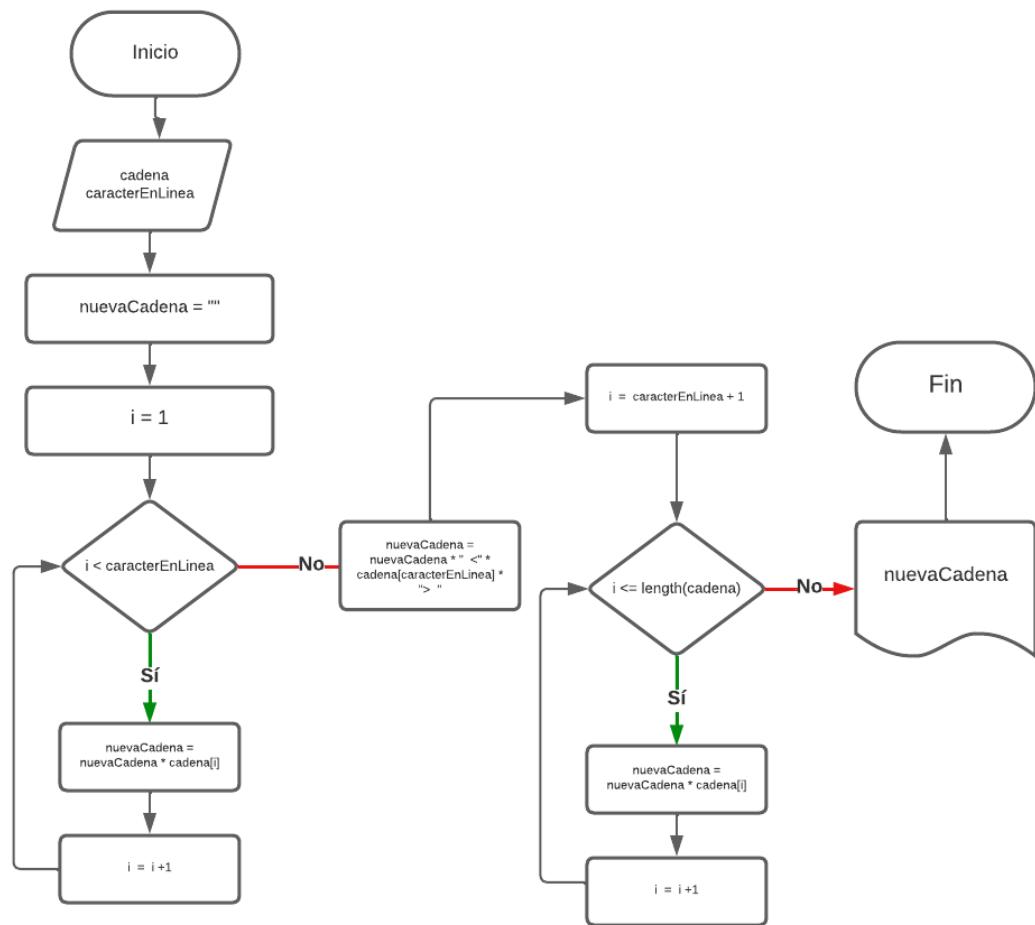 Inicio
cadena
caracterEnLinea
nuevaCadena = ""
i = 1
i < caracterEnLinea
No
Sí
nuevaCadena =
nuevaCadena * cadena[i]
i = i +1
nuevaCadena =
nuevaCadena * " <" *
cadena[caracterEnLinea] *
"> "
i = caracterEnLinea + 1
i <= length(cadena)
No
Sí
nuevaCadena =
nuevaCadena * cadena[i]
i = i +1
nuevaCadena
Fin